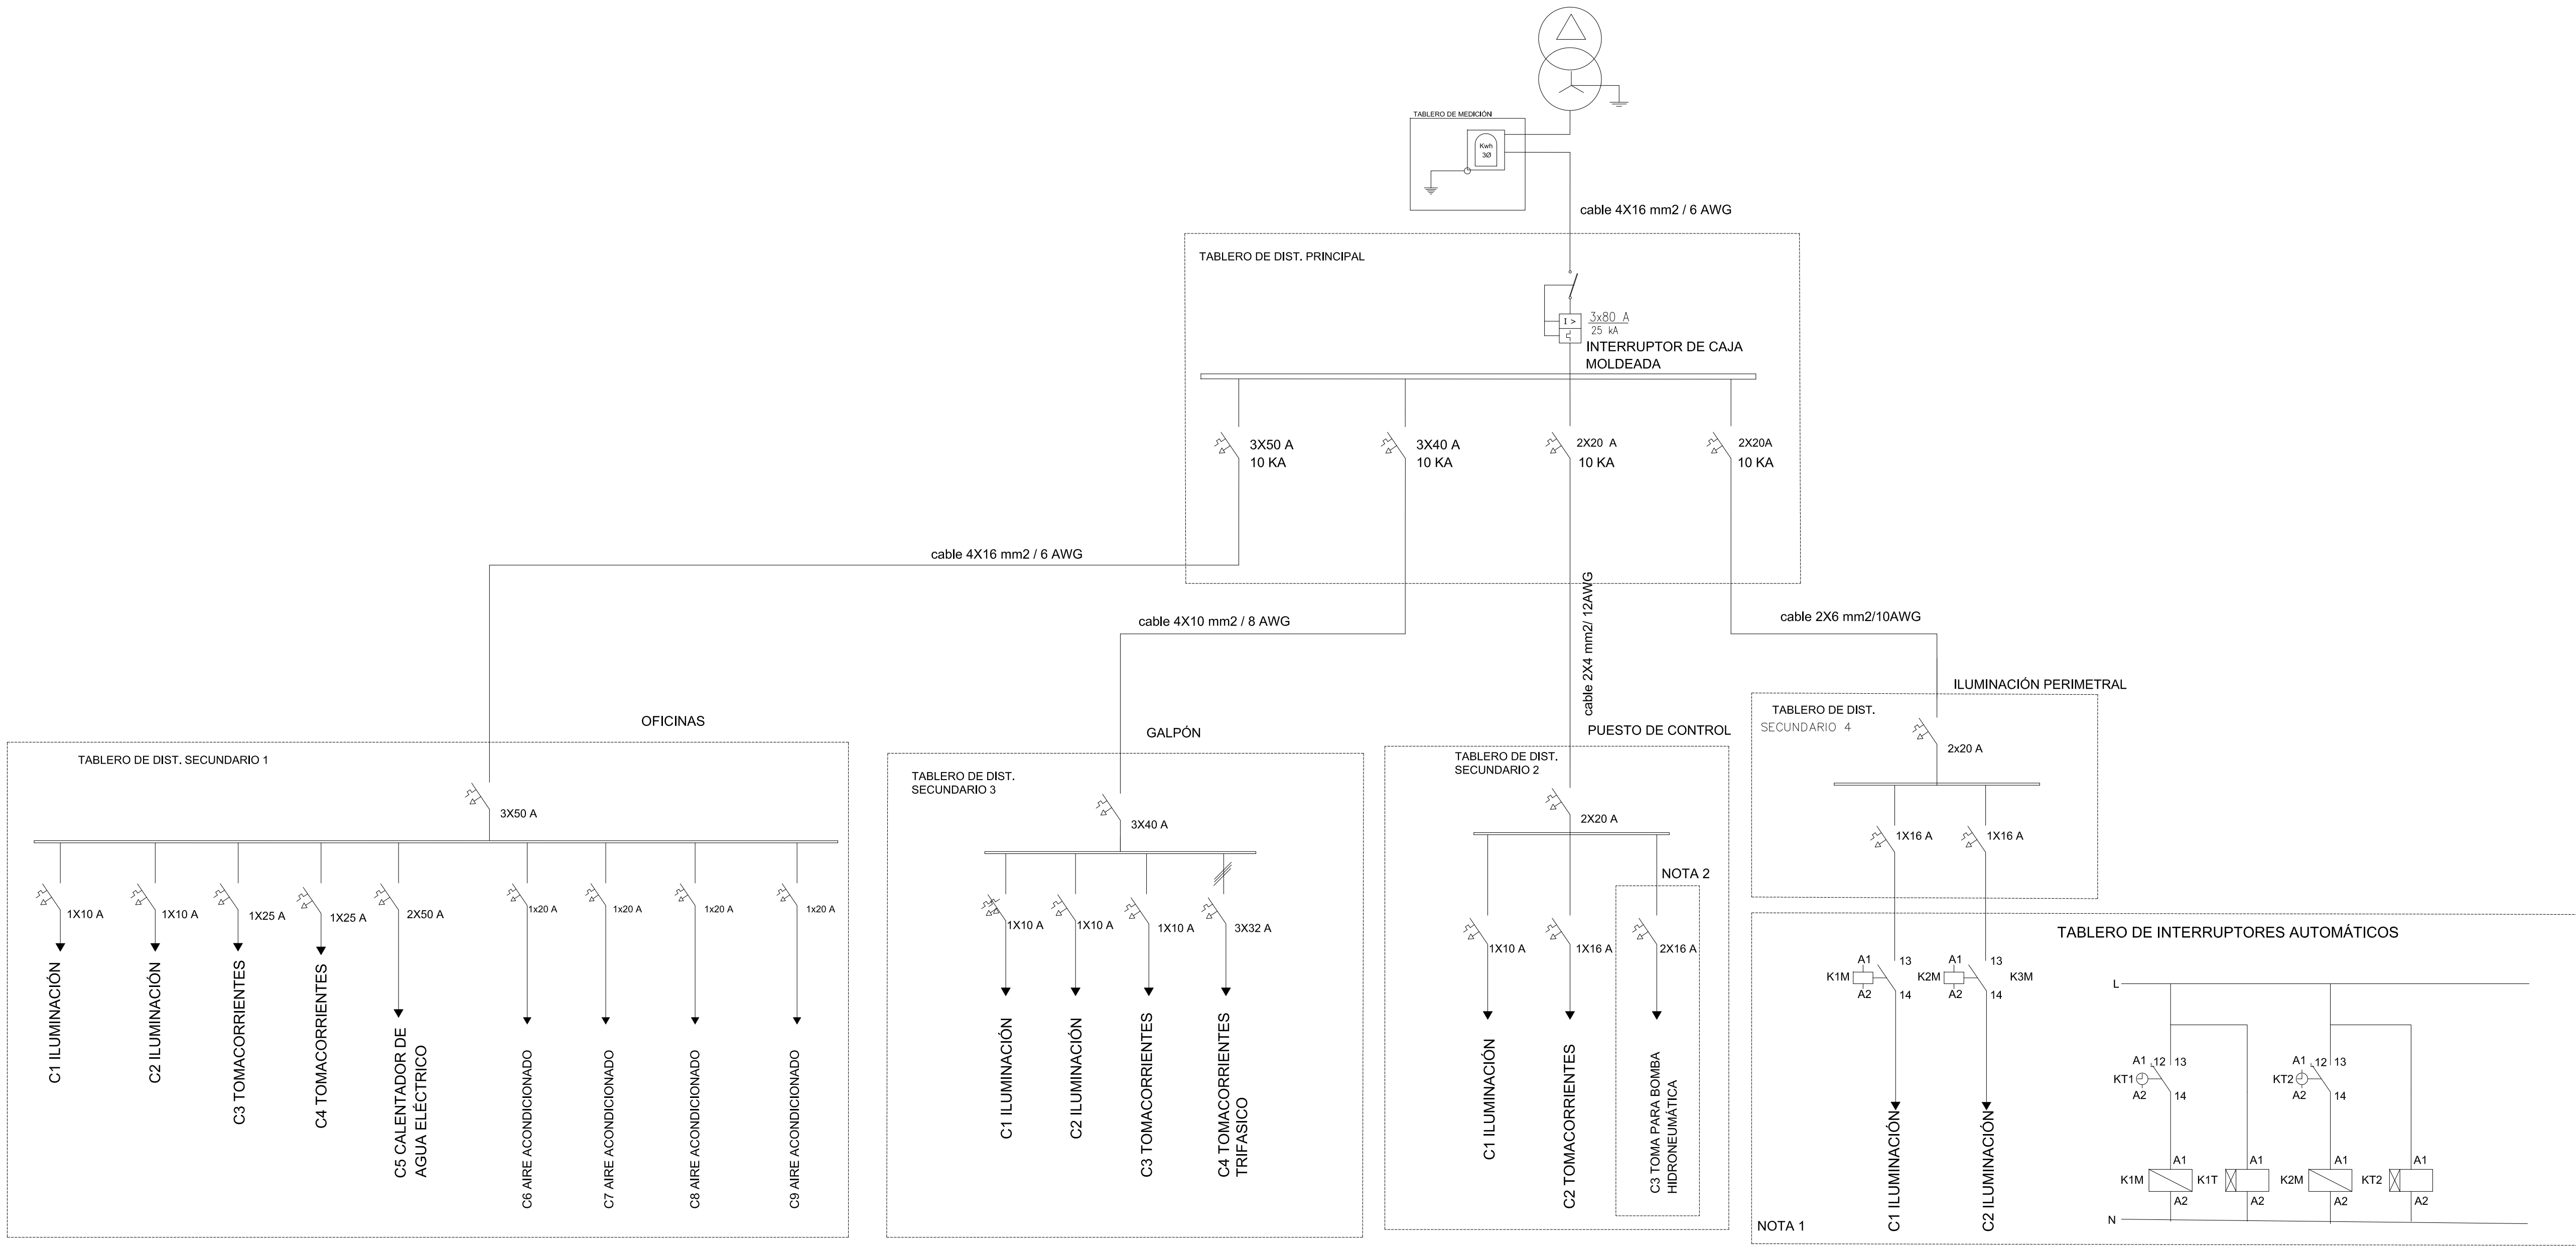 TABLERO DE MEDICIÓN
Kwh
3Ø
cable 4X16 mm2 / 6 AWG
TABLERO DE DIST. PRINCIPAL
I >
3x80 A
25 kA
INTERRUPTOR DE CAJA
MOLDEADA
3X50 A
10 KA
3X40 A
10 KA
2X20 A
10 KA
2X20A
10 KA
cable 4X16 mm2 / 6 AWG
cable 4X10 mm2 / 8 AWG
cable 2X4 mm2/ 12AWG
cable 2X6 mm2/10AWG
OFICINAS
TABLERO DE DIST. SECUNDARIO 1
3X50 A
1X10 A
1X10 A
1X25 A
1X25 A
2X50 A
1x20 A
1x20 A
1x20 A
1x20 A
C1 ILUMINACIÓN
C2 ILUMINACIÓN
C3 TOMACORRIENTES
C4 TOMACORRIENTES
C5 CALENTADOR DE
AGUA ELÉCTRICO
C6 AIRE ACONDICIONADO
C7 AIRE ACONDICIONADO
C8 AIRE ACONDICIONADO
C9 AIRE ACONDICIONADO
GALPÓN
TABLERO DE DIST.
SECUNDARIO 3
3X40 A
1X10 A
1X10 A
1X10 A
3X32 A
C1 ILUMINACIÓN
C2 ILUMINACIÓN
C3 TOMACORRIENTES
C4 TOMACORRIENTES
TRIFASICO
PUESTO DE CONTROL
TABLERO DE DIST.
SECUNDARIO 2
2X20 A
NOTA 2
1X10 A
1X16 A
2X16 A
C1 ILUMINACIÓN
C2 TOMACORRIENTES
C3 TOMA PARA BOMBA
HIDRONEUMÁTICA
ILUMINACIÓN PERIMETRAL
TABLERO DE DIST.
SECUNDARIO 4
2x20 A
1X16 A
1X16 A
TABLERO DE INTERRUPTORES AUTOMÁTICOS
A1
13
K1M
A2
14
A1
13
K2M
K3M
A2
14
C1 ILUMINACIÓN
C2 ILUMINACIÓN
NOTA 1
L
A1
12
13
KT1
A2
14
A1
12
13
KT2
A2
14
K1M
A1
A2
K1T
A1
A2
K2M
A1
A2
KT2
A1
A2
N